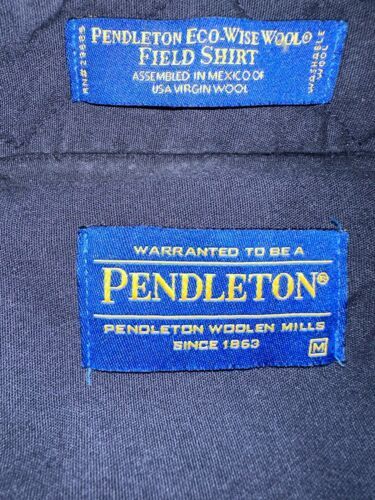 PENDLETON ECO-WISE WOOL®
FIELD SHIRT
ASSEMBLED IN MEXICO OF
USA VIRGIN WOOL
WARRANTED TO BE A
PENDLETON®
PENDLETON WOOLEN MILLS
SINCE 1863
M